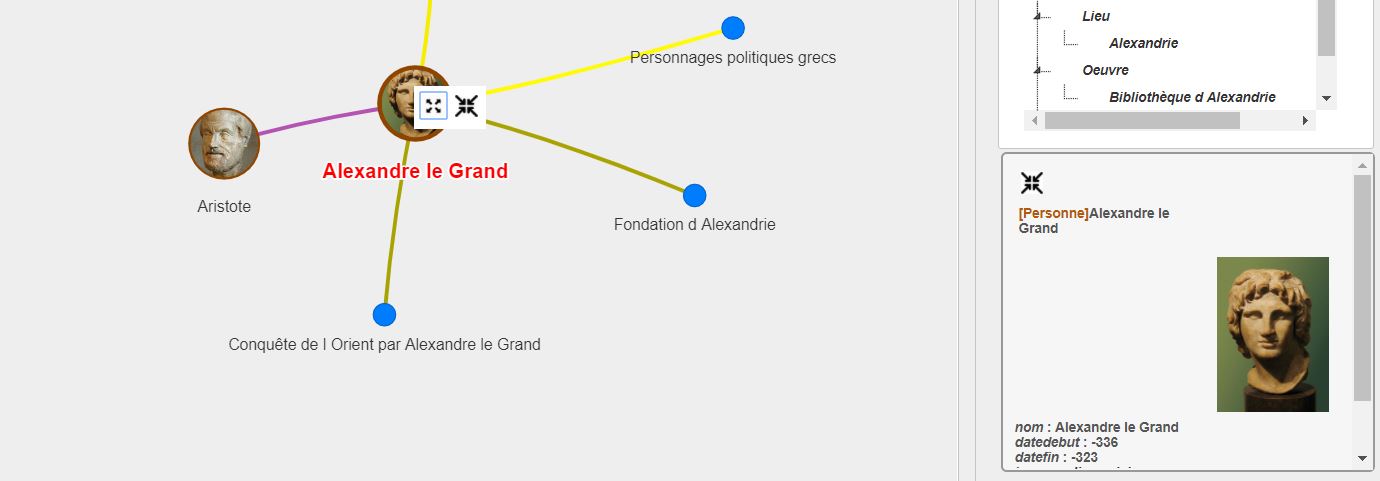 Personnages politiques grecs
Alexandre le Grand
Aristote
Fondation d Alexandrie
Conquête de l Orient par Alexandre le Grand
Lieu
Alexandrie
Oeuvre
Bibliothèque d Alexandrie
[Personne]Alexandre le
Grand
nom : Alexandre le Grand
datedebut : -336
datefin : -323